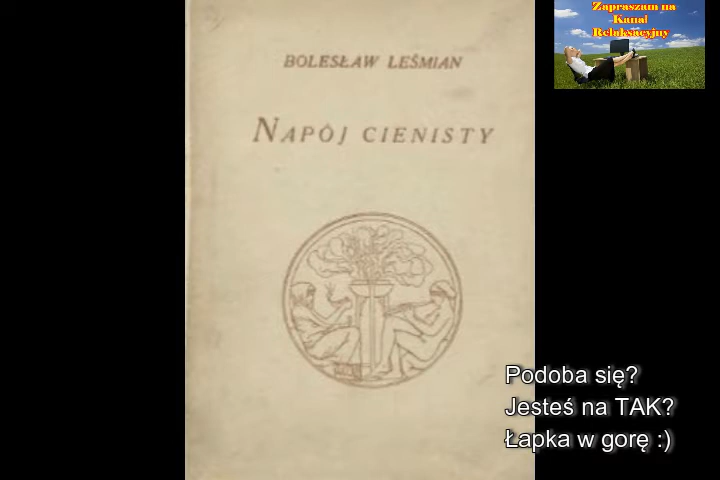 Zapraszam na
Kanał
Relaksacyjny
BOLESŁAW LEŚMIAN
NAPÓJ CIENISTY
Podoba się?
Jesteś na TAK?
Łapka w gorę :)